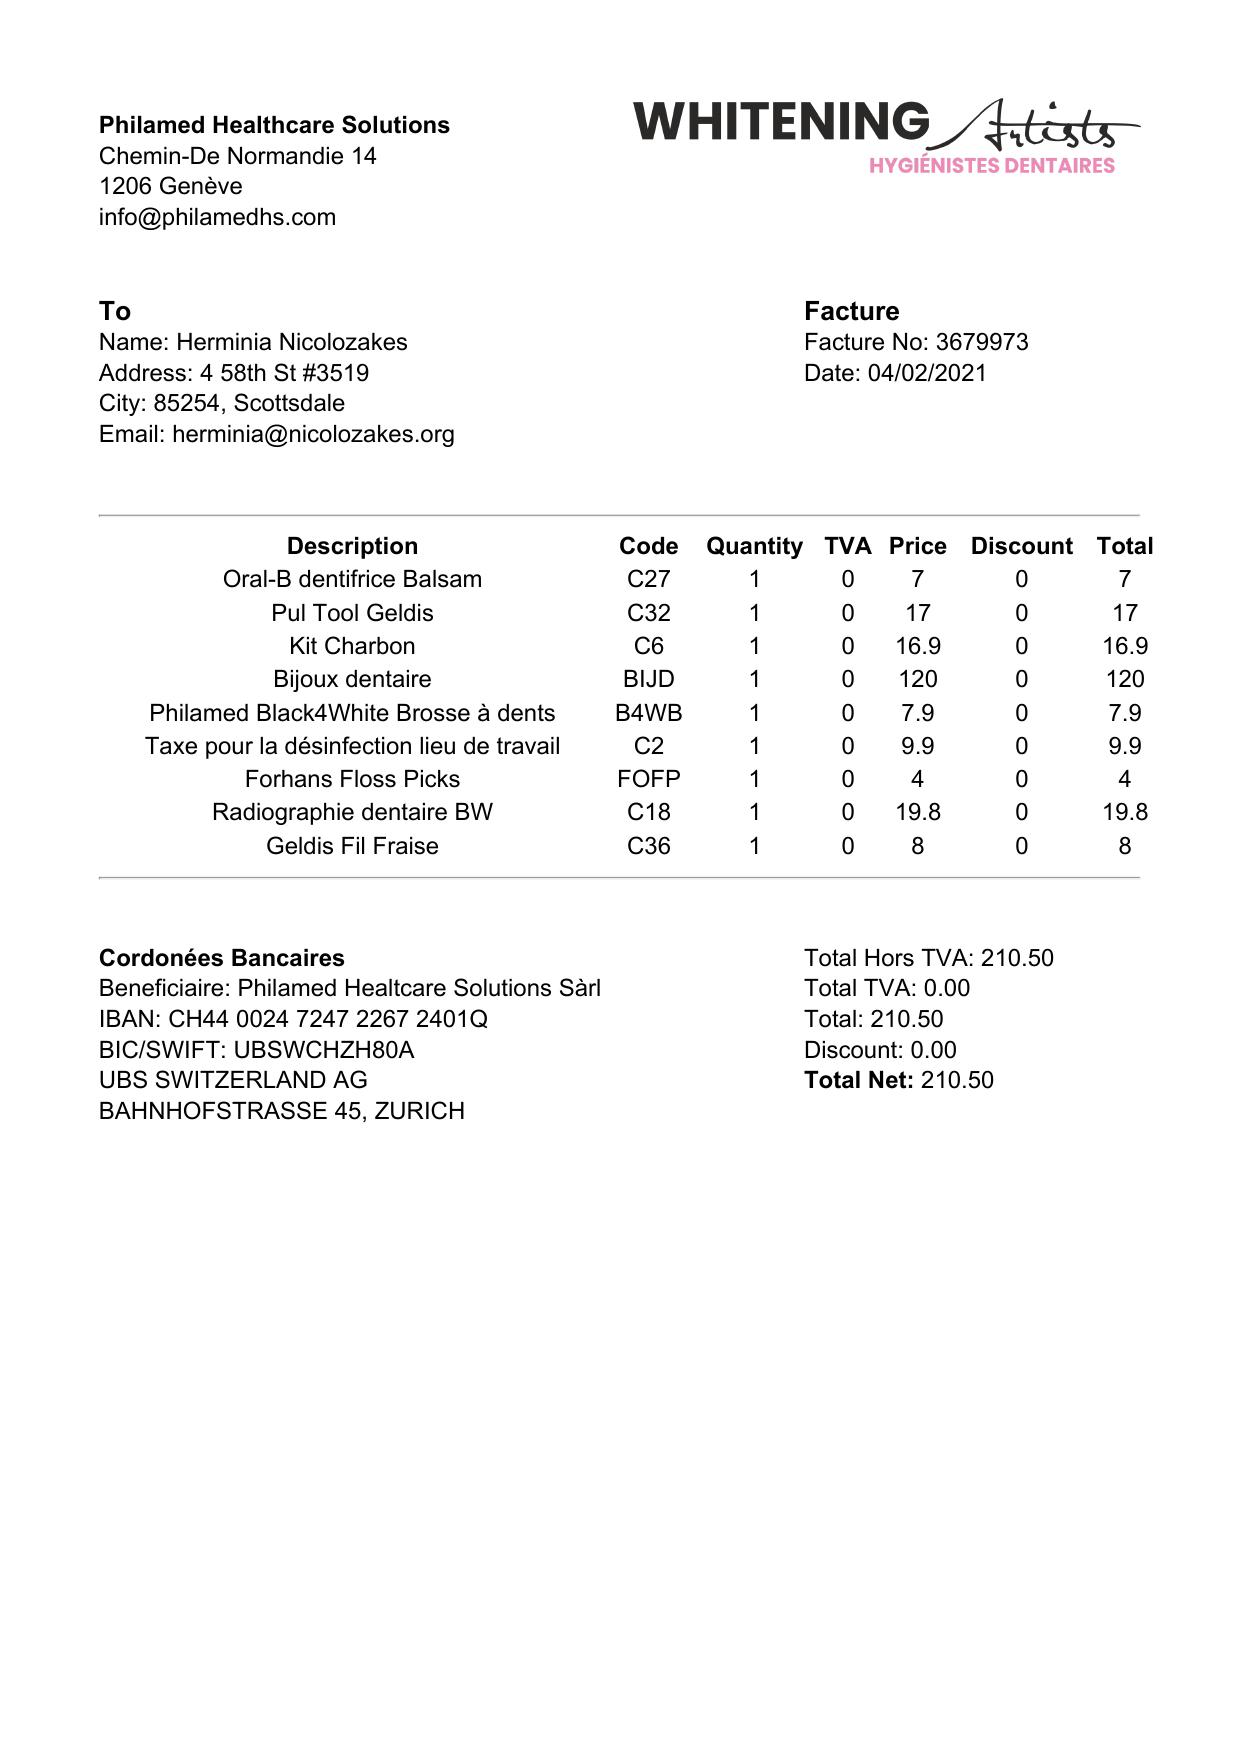 Philamed Healthcare Solutions
Chemin-De Normandie 14
1206 Genève
info@philamedhs.com
WHITENING Artists
HYGIÉNISTES DENTAIRES
To
Name: Herminia Nicolozakes
Address: 4 58th St #3519
City: 85254, Scottsdale
Email: herminia@nicolozakes.org
Facture
Facture No: 3679973
Date: 04/02/2021
Description Code Quantity TVA Price Discount Total
Oral-B dentifrice Balsam C27 1 0 7 0 7
Pul Tool Geldis C32 1 0 17 0 17
Kit Charbon C6 1 0 16.9 0 16.9
Bijoux dentaire BIJD 1 0 120 0 120
Philamed Black4White Brosse à dents B4WB 1 0 7.9 0 7.9
Taxe pour la désinfection lieu de travail C2 1 0 9.9 0 9.9
Forhans Floss Picks FOFP 1 0 4 0 4
Radiographie dentaire BW C18 1 0 19.8 0 19.8
Geldis Fil Fraise C36 1 0 8 0 8
Cordonées Bancaires
Beneficiaire: Philamed Healtcare Solutions Sàrl
IBAN: CH44 0024 7247 2267 2401Q
BIC/SWIFT: UBSWCHZH80A
UBS SWITZERLAND AG
BAHNHOFSTRASSE 45, ZURICH
Total Hors TVA: 210.50
Total TVA: 0.00
Total: 210.50
Discount: 0.00
Total Net: 210.50